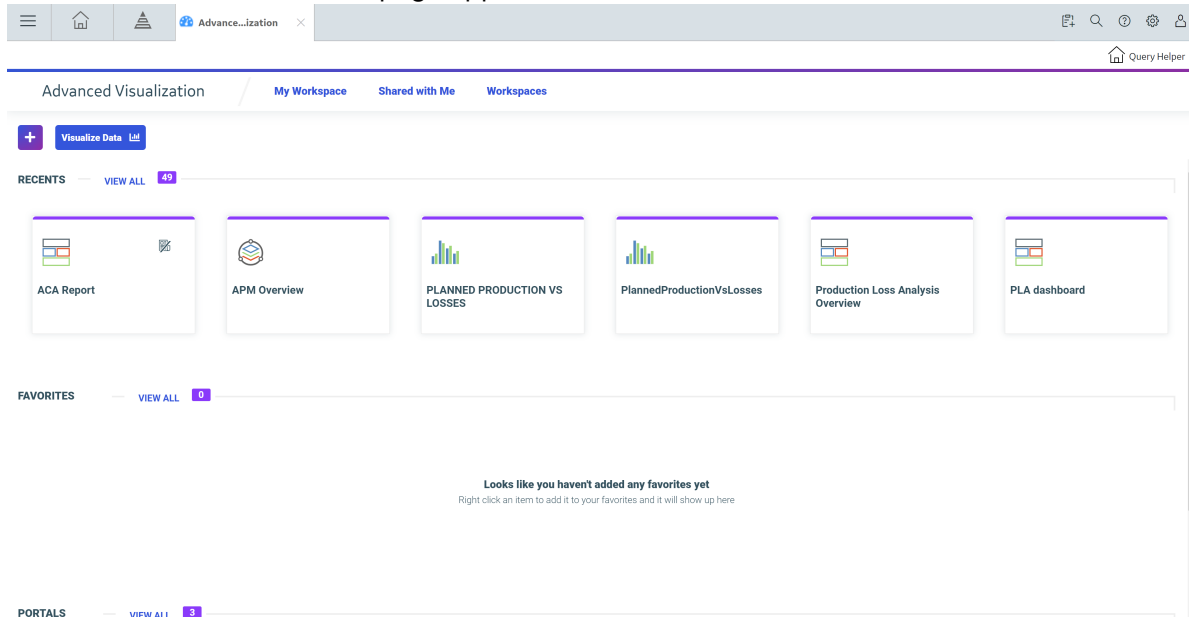 Advance...ization
Query Helper
Advanced Visualization
My Workspace
Shared with Me
Workspaces
+ Visualize Data
RECENTS VIEW ALL 49
ACA Report
APM Overview
PLANNED PRODUCTION VS
LOSSES
PlannedProductionVsLosses
Production Loss Analysis
Overview
PLA dashboard
FAVORITES VIEW ALL 0
Looks like you haven't added any favorites yet
Right click an item to add it to your favorites and it will show up here
PORTALS VIEW ALL 3